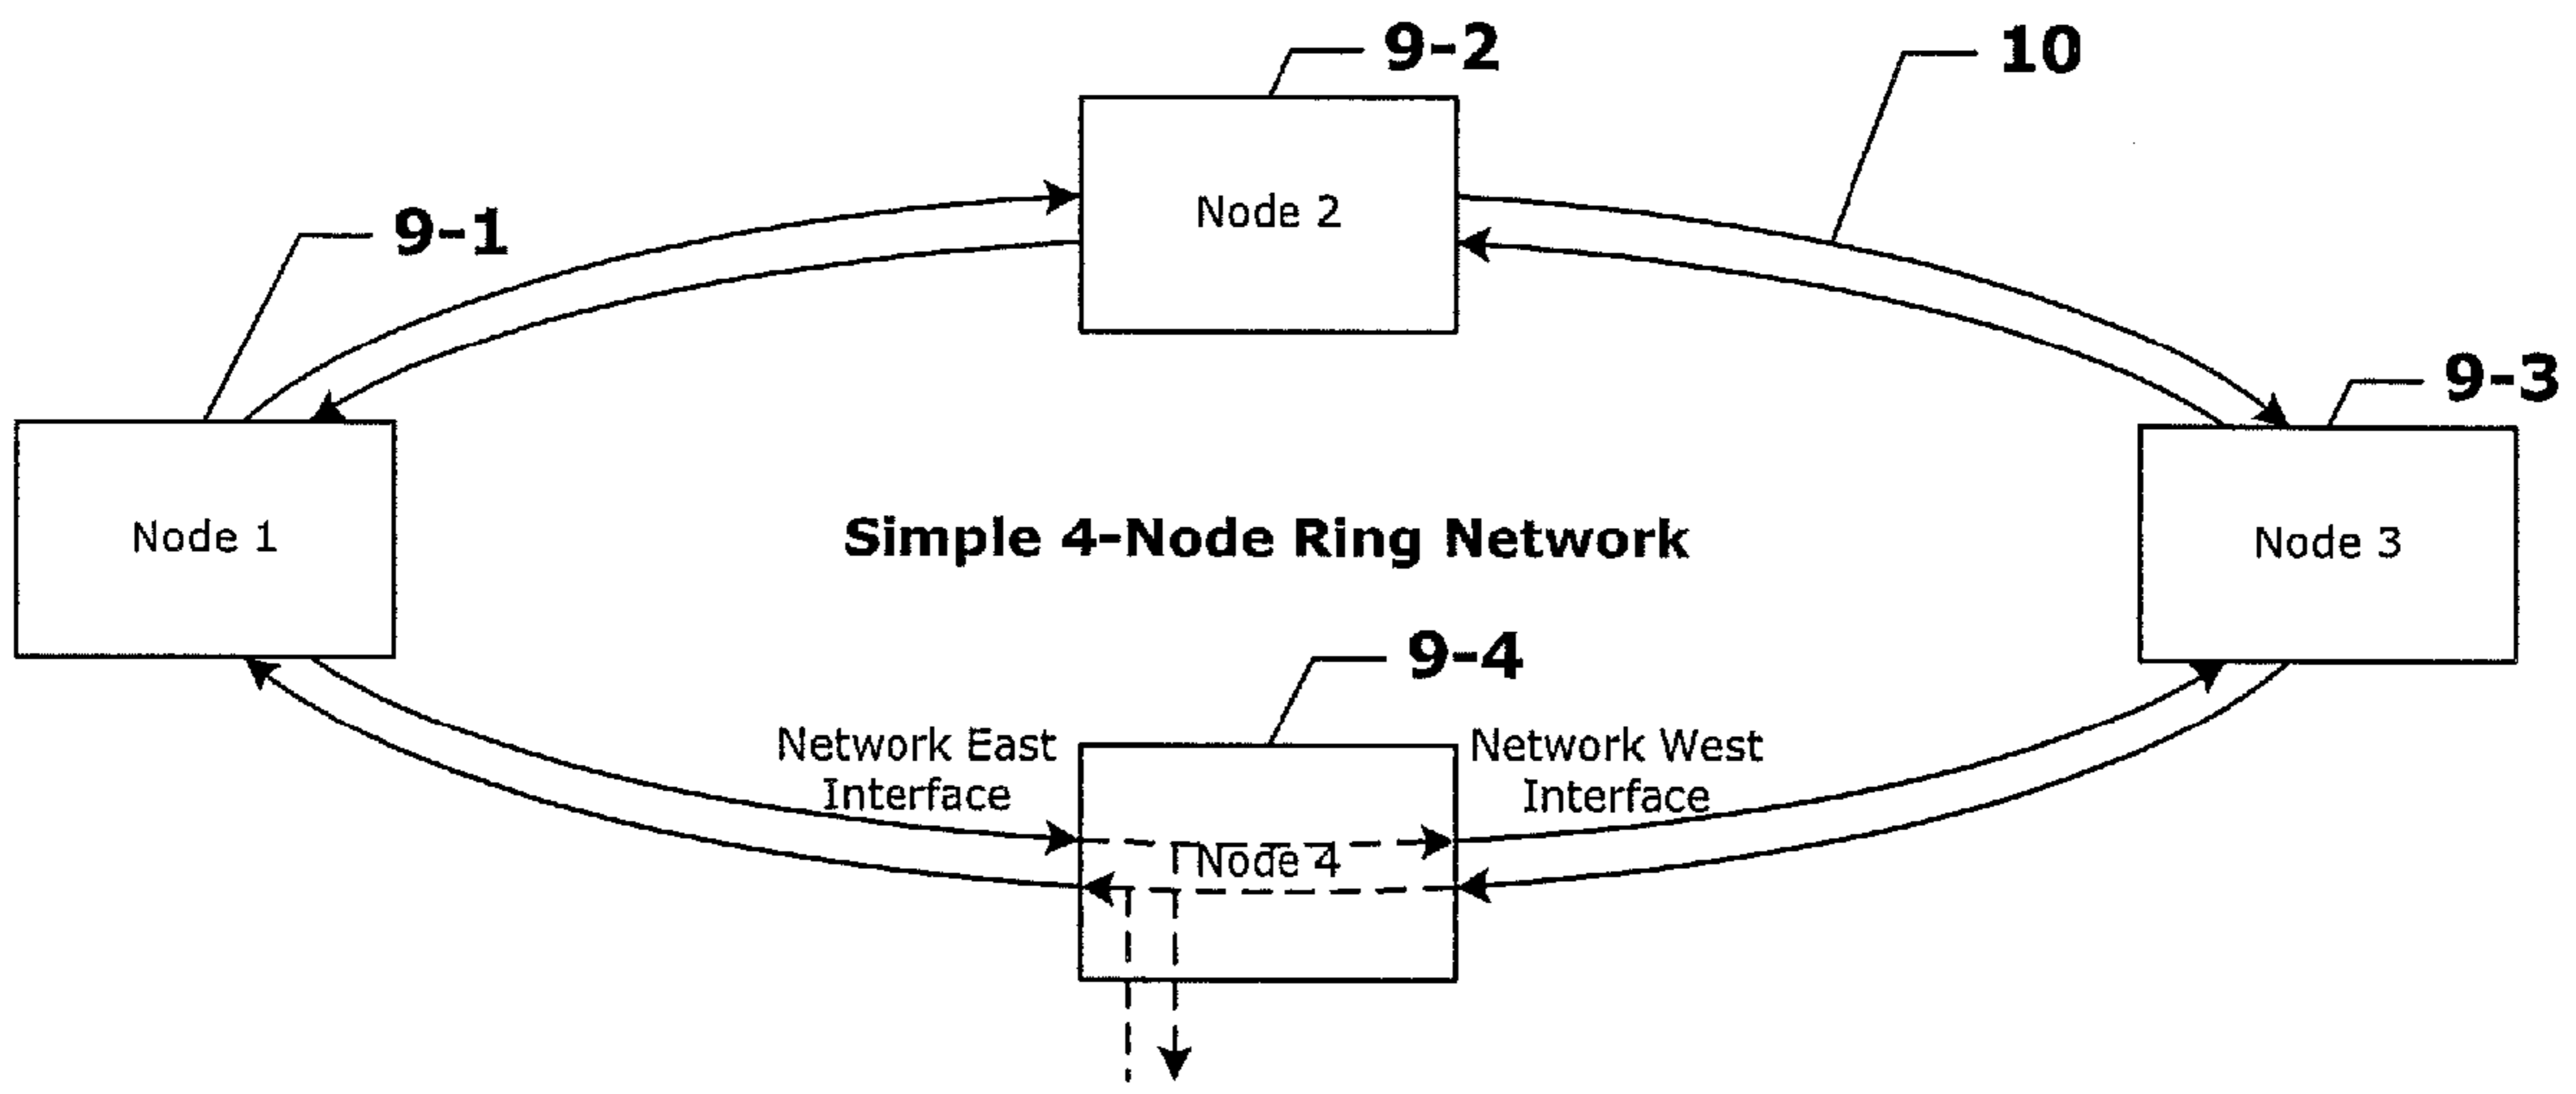 9-2
10
Node 2
9-1
9-3
Node 1
Simple 4-Node Ring Network
Node 3
9-4
Network East
Interface
Network West
Interface
Node 4